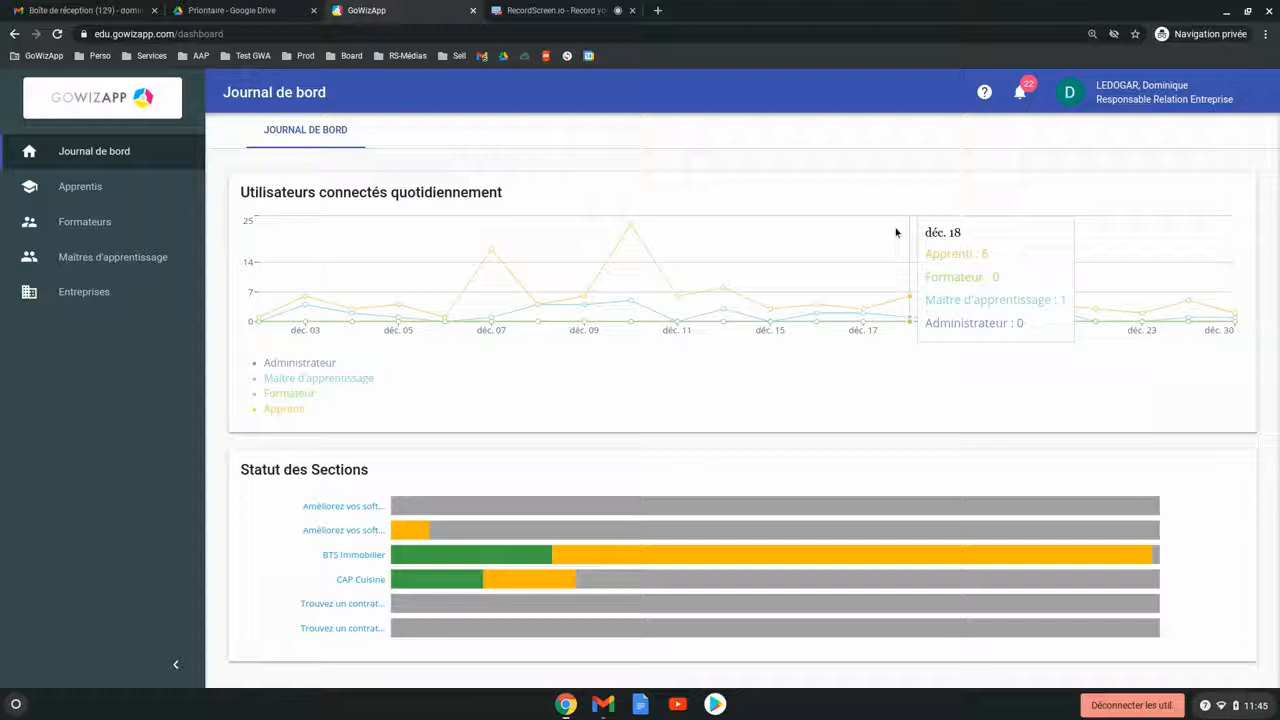 Boîte de réception (129) - domin
Prioritaire - Google Drive
GoWizApp
RecordScreen.io - Record yo
edu.gowizapp.com/dashboard
Navigation privée
GoWizApp
Perso
Services
AAP
Test GWA
Prod
Board
RS-Médias
Sell
GOWIZAPP
Journal de bord
22
D
LEDOGAR, Dominique
Responsable Relation Entreprise
JOURNAL DE BORD
Journal de bord
Apprentis
Formateurs
Maîtres d'apprentissage
Entreprises
Utilisateurs connectés quotidiennement
25
14
7
0
déc. 03
déc. 05
déc. 07
déc. 09
déc. 11
déc. 15
déc. 17
déc. 23
déc. 30
déc. 18
Apprenti : 6
Formateur : 0
Maître d'apprentissage : 1
Administrateur : 0
Administrateur
Maître d'apprentissage
Formateur
Apprenti
Statut des Sections
Améliorez vos soft...
Améliorez vos soft...
BTS Immobilier
CAP Cuisine
Trouvez un contrat...
Trouvez un contrat...
Déconnecter les util.
11:45